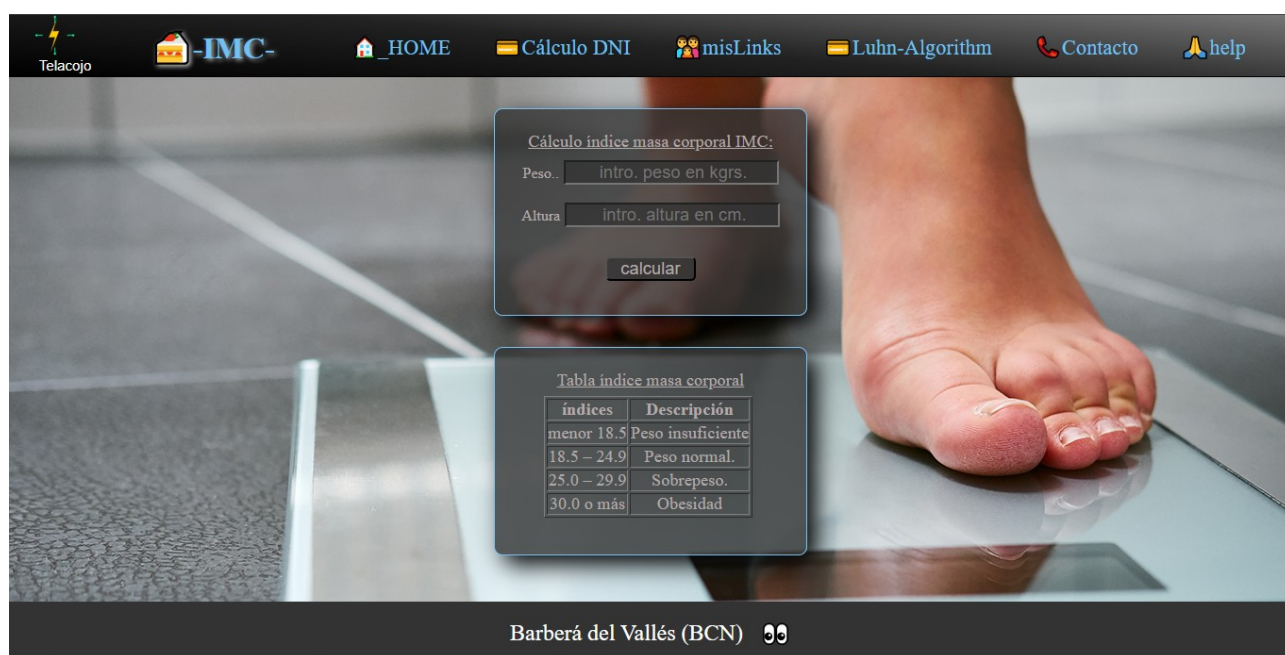 Telacojo
-IMC-
_HOME
Cálculo DNI
misLinks
Luhn-Algorithm
Contacto
help
Cálculo índice masa corporal IMC:
Peso.. intro. peso en kgrs.
Altura intro. altura en cm.
calcular
Tabla índice masa corporal
índices Descripción
menor 18.5 Peso insuficiente
18.5 – 24.9 Peso normal.
25.0 – 29.9 Sobrepeso.
30.0 o más Obesidad
Barberá del Vallés (BCN)